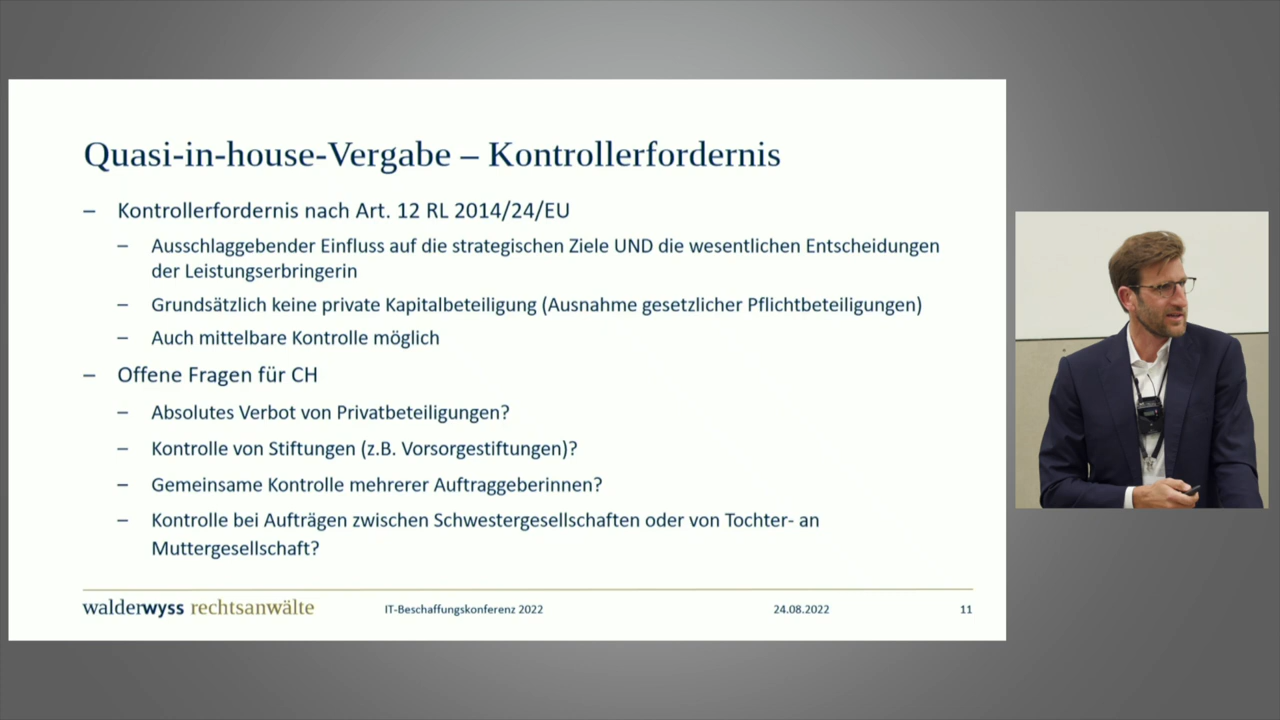 Quasi-in-house-Vergabe – Kontrollerfordernis
– Kontrollerfordernis nach Art. 12 RL 2014/24/EU
– Ausschlaggebender Einfluss auf die strategischen Ziele UND die wesentlichen Entscheidungen
der Leistungserbringerin
– Grundsätzlich keine private Kapitalbeteiligung (Ausnahme gesetzlicher Pflichtbeteiligungen)
– Auch mittelbare Kontrolle möglich
– Offene Fragen für CH
– Absolutes Verbot von Privatbeteiligungen?
– Kontrolle von Stiftungen (z.B. Vorsorgestiftungen)?
– Gemeinsame Kontrolle mehrerer Auftraggeberinnen?
– Kontrolle bei Aufträgen zwischen Schwestergesellschaften oder von Tochter- an
Muttergesellschaft?
walderwyss rechtsanwälte IT-Beschaffungskonferenz 2022 24.08.2022 11